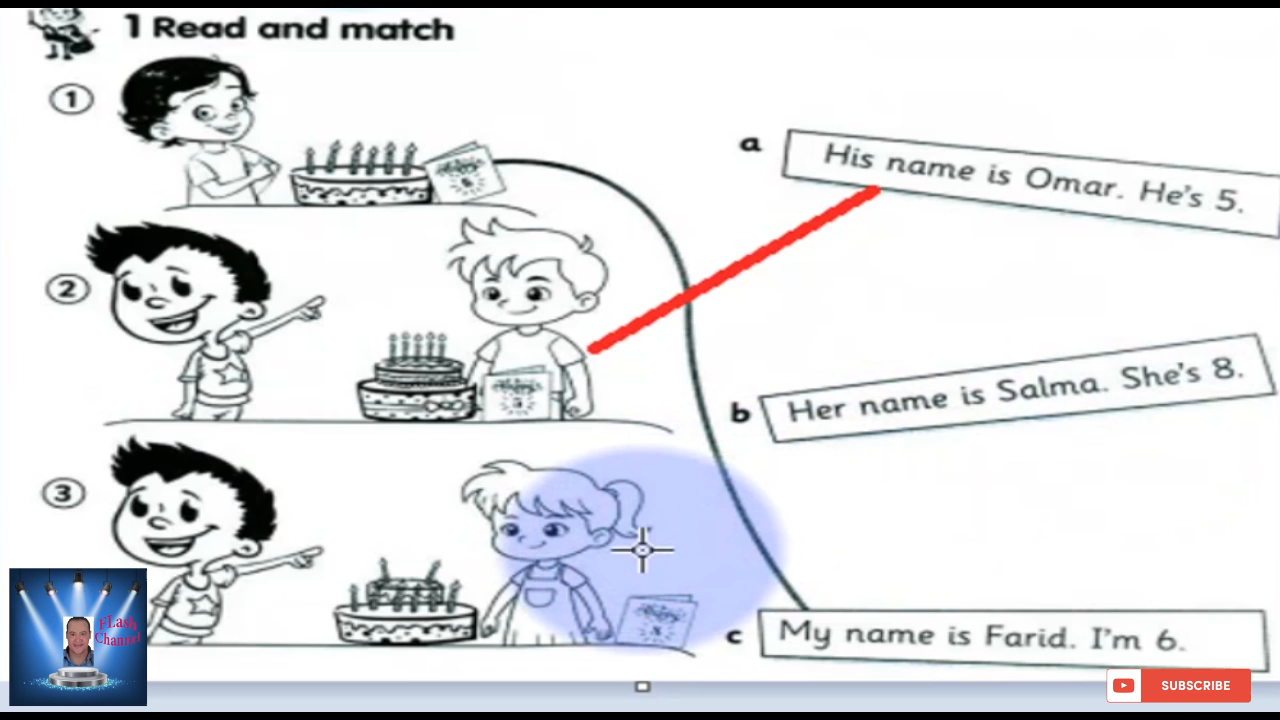 1 Read and match
1
a
His name is Omar. He's 5.
2
b
Her name is Salma. She's 8.
3
c
My name is Farid. I'm 6.
FLash
Channel
SUBSCRIBE